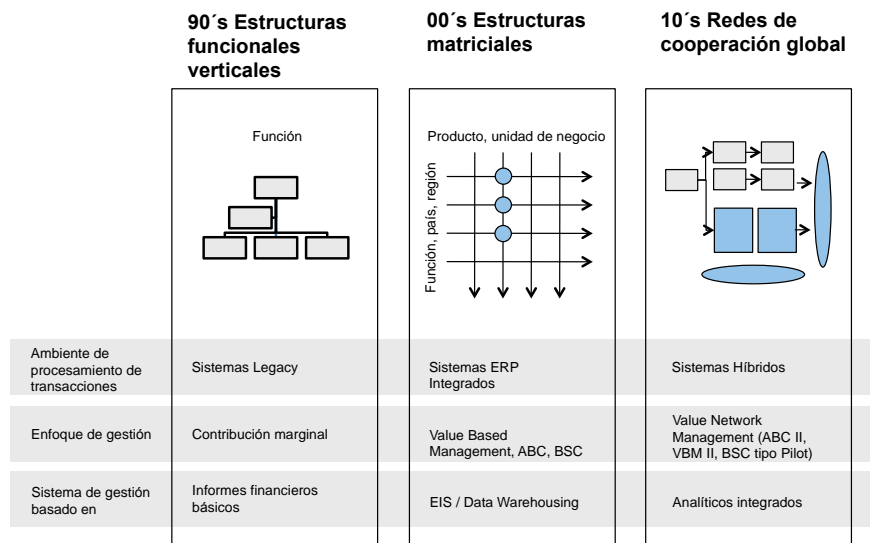 90´s Estructuras
funcionales
verticales
00´s Estructuras
matriciales
10´s Redes de
cooperación global
Función
Producto, unidad de negocio
Función, país, región
Ambiente de
procesamiento de
transacciones
Sistemas Legacy
Sistemas ERP
Integrados
Sistemas Híbridos
Enfoque de gestión
Contribución marginal
Value Based
Management, ABC, BSC
Value Network
Management (ABC II,
VBM II, BSC tipo Pilot)
Sistema de gestión
basado en
Informes financieros
básicos
EIS / Data Warehousing
Analíticos integrados